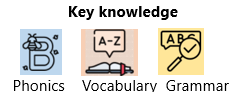 Key knowledge
B A-Z ABC
Phonics Vocabulary Grammar